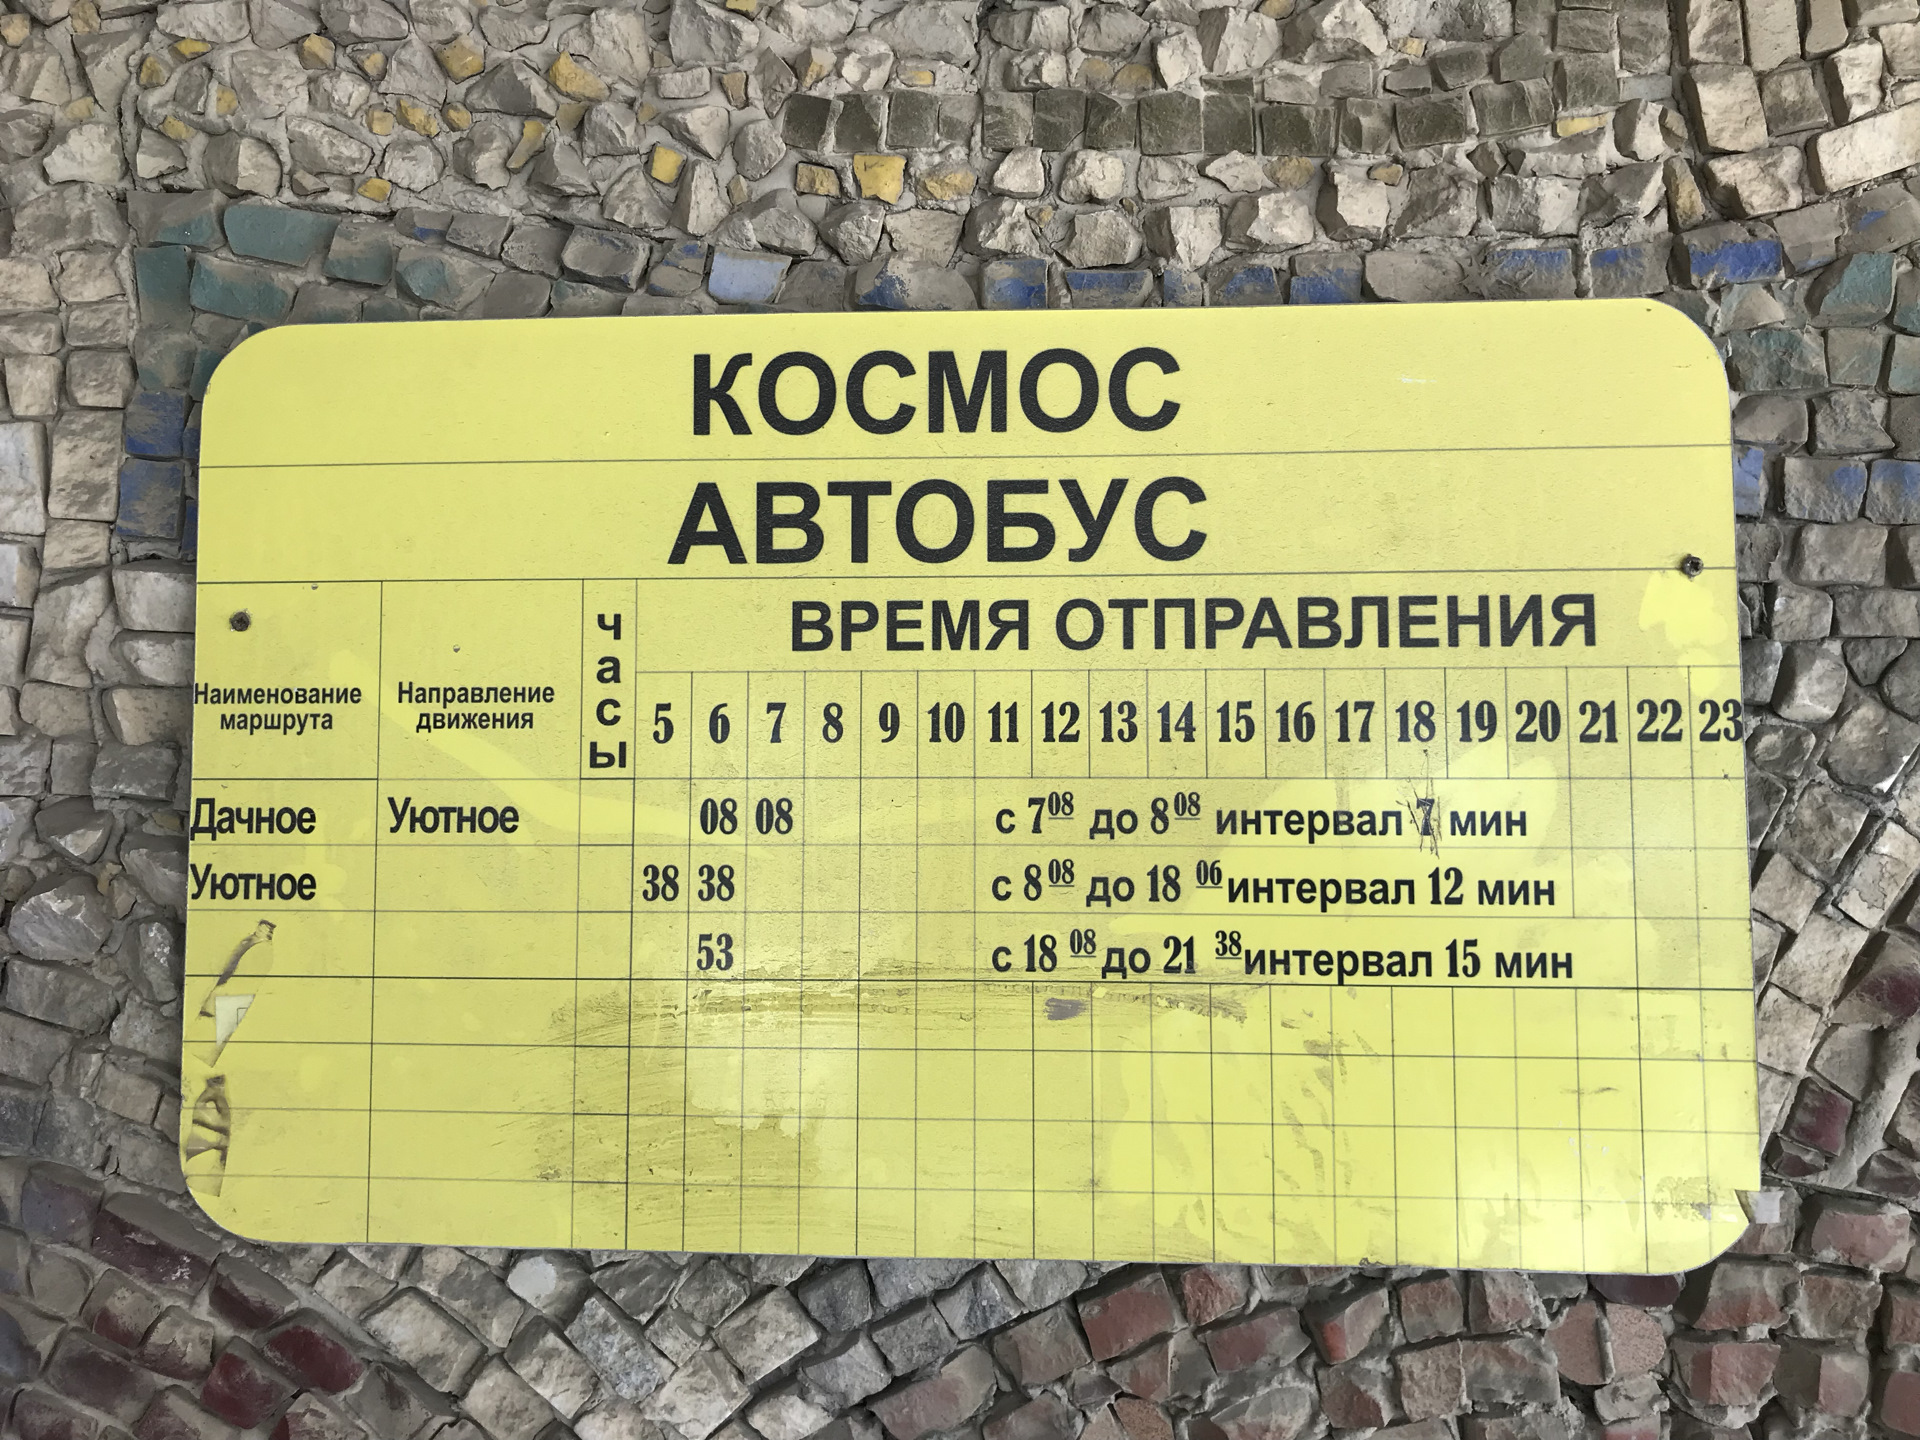 КОСМОС
АВТОБУС
Наименование маршрута
Направление движения
часы
ВРЕМЯ ОТПРАВЛЕНИЯ
5 6 7 8 9 10 11 12 13 14 15 16 17 18 19 20 21 22 23
Дачное Уютное 08 08 с 7 08 до 8 08 интервал 7 мин
Уютное 38 38 с 8 08 до 18 06 интервал 12 мин
53 с 18 08 до 21 38 интервал 15 мин